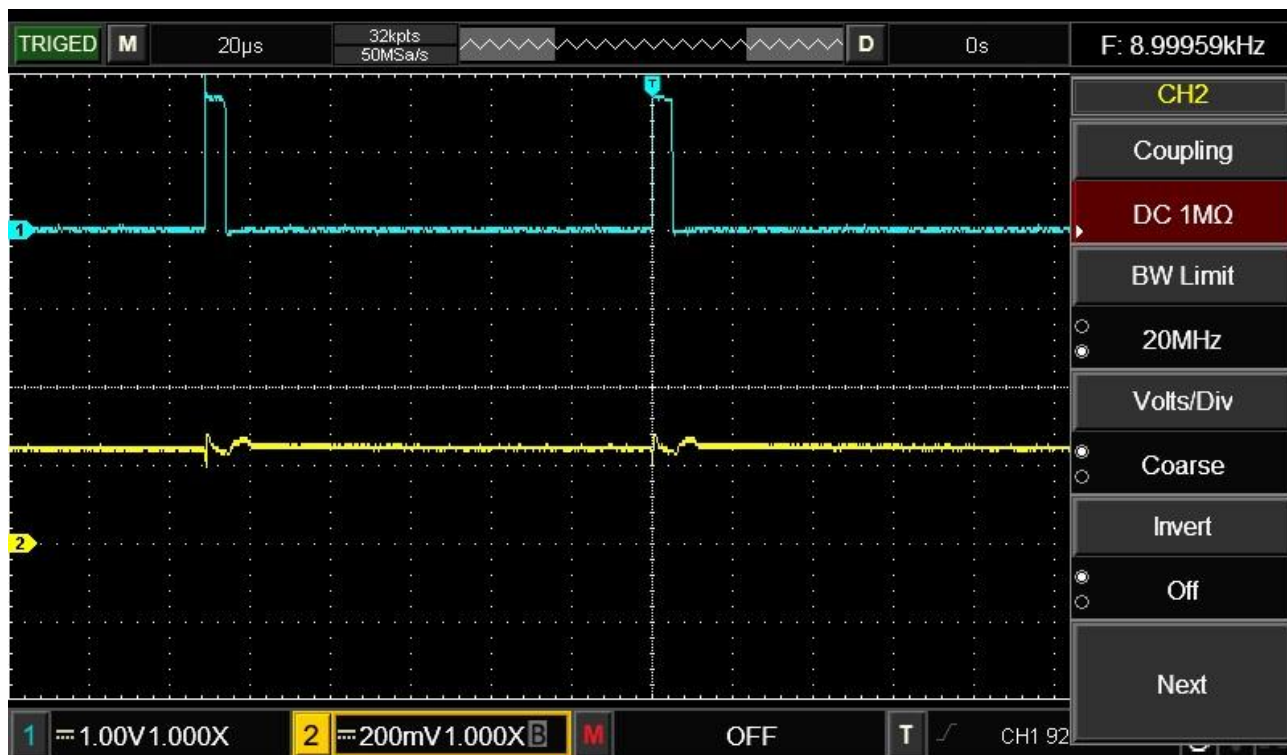 TRIGED M 20µs 32kpts D 0s F: 8.99959kHz
50MSa/s
T
CH2
Coupling
1
DC 1MΩ
BW Limit
20MHz
Volts/Div
Coarse
2
Invert
Off
Next
1 1.00V 1.000X 2 200mV 1.000X B M OFF T CH1 92